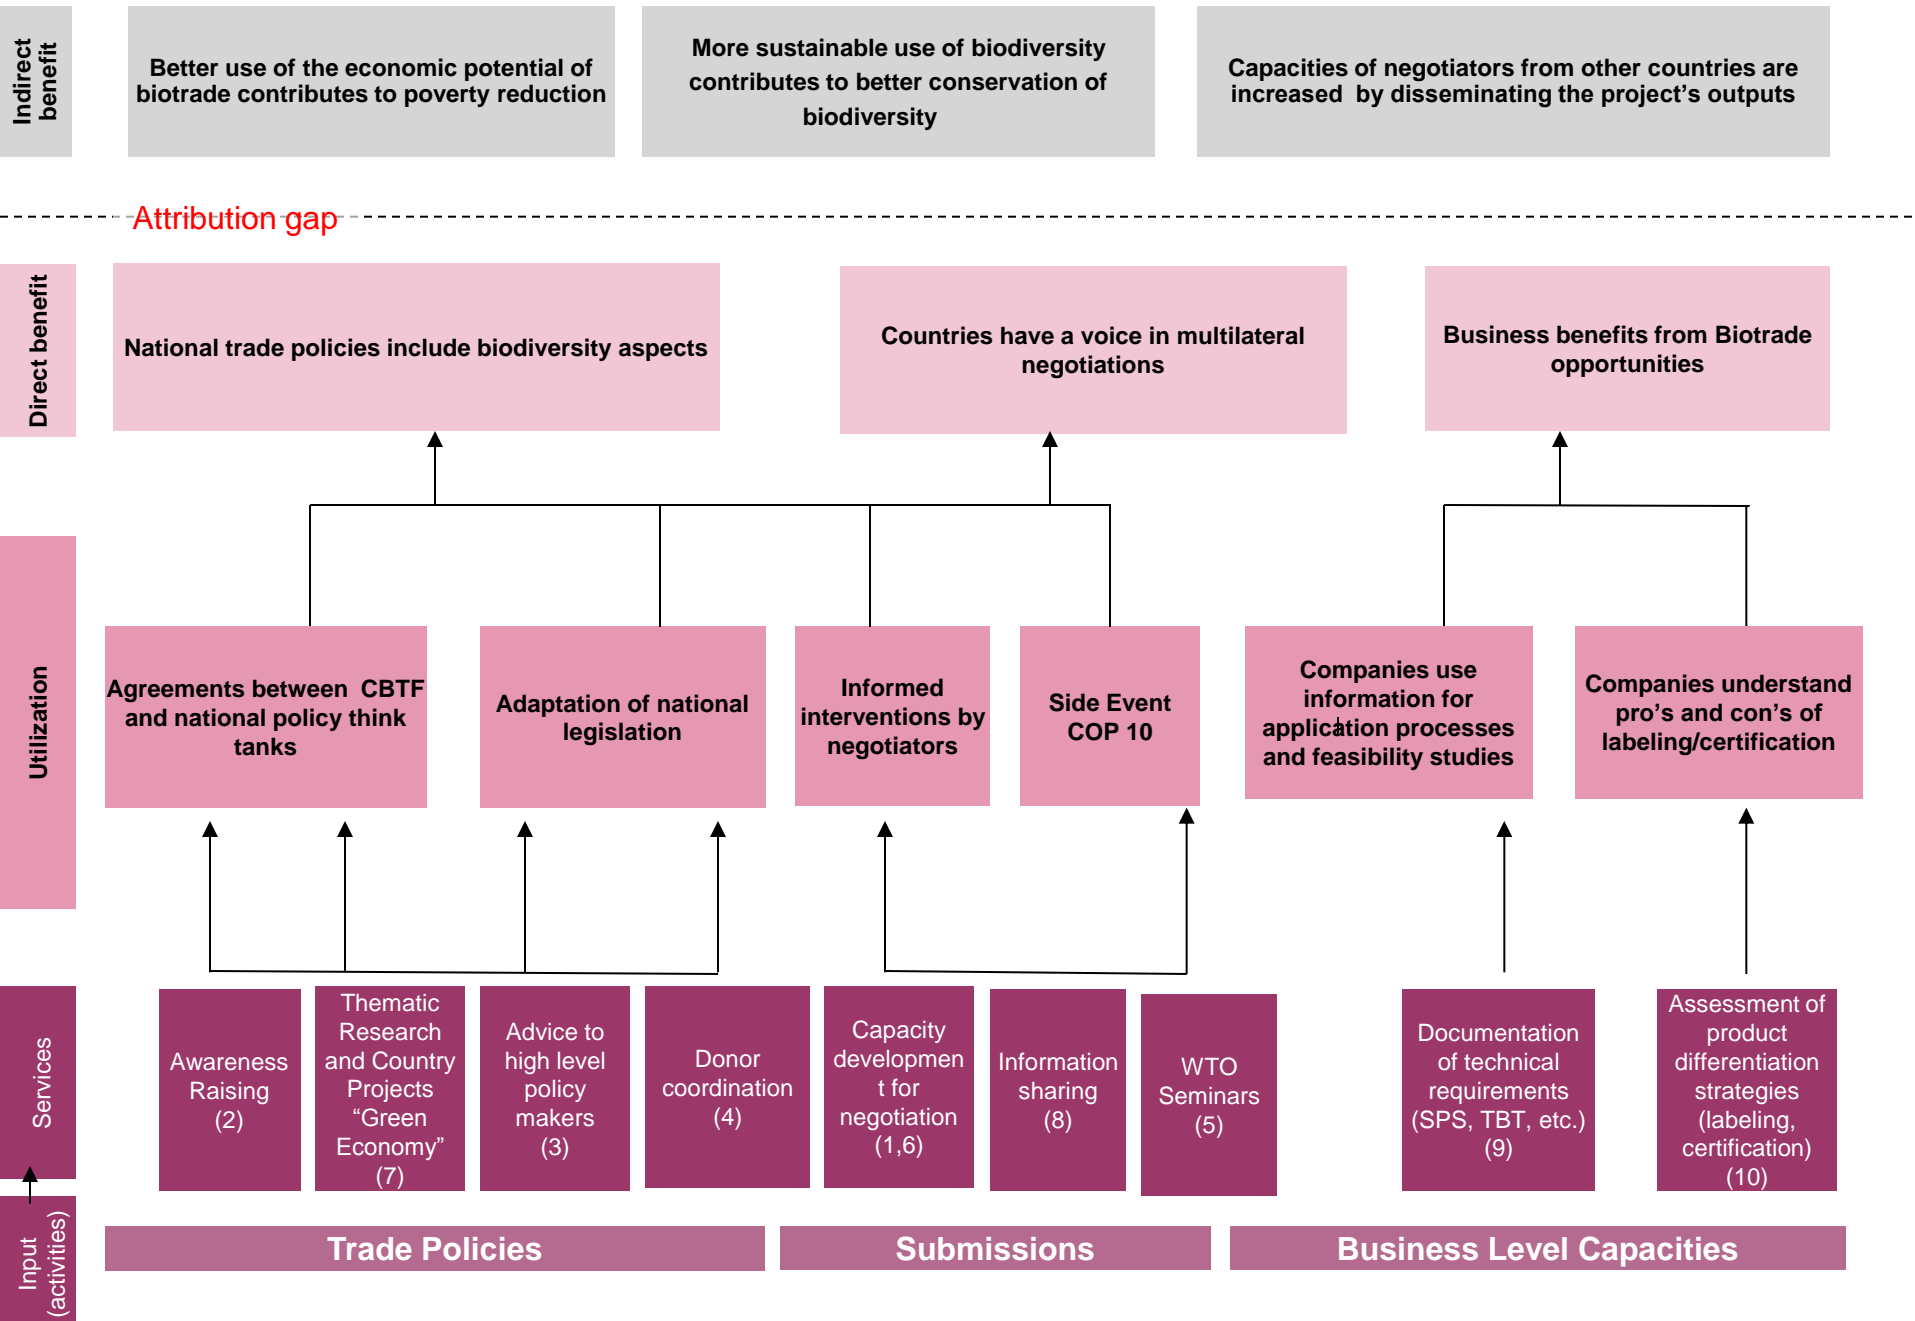 Indirect
benefit
Better use of the economic potential of
biotrade contributes to poverty reduction
More sustainable use of biodiversity
contributes to better conservation of
biodiversity
Capacities of negotiators from other countries are
increased by disseminating the project's outputs
Attribution gap
Direct benefit
National trade policies include biodiversity aspects
Countries have a voice in multilateral
negotiations
Business benefits from Biotrade
opportunities
Utilization
Agreements between CBTF
and national policy think
tanks
Adaptation of national
legislation
Informed
interventions by
negotiators
Side Event
COP 10
Companies use
information for
application processes
and feasibility studies
Companies understand
pro's and con's of
labeling/certification
Services
Awareness
Raising
(2)
Thematic
Research
and Country
Projects
“Green
Economy”
(7)
Advice to
high level
policy
makers
(3)
Donor
coordination
(4)
Capacity
developmen
t for
negotiation
(1,6)
Information
sharing
(8)
WTO
Seminars
(5)
Documentation
of technical
requirements
(SPS, TBT, etc.)
(9)
Assessment of
product
differentiation
strategies
(labeling,
certification)
(10)
Input
(activities)
Trade Policies
Submissions
Business Level Capacities